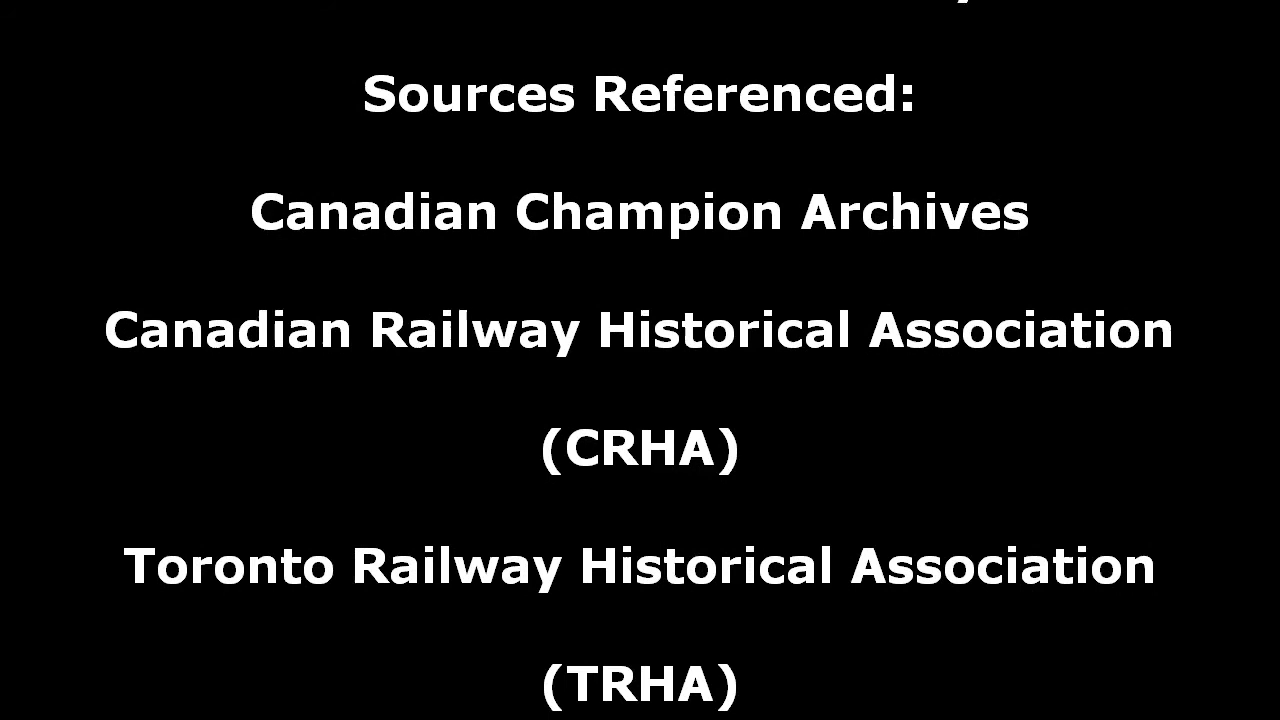 Sources Referenced:
Canadian Champion Archives
Canadian Railway Historical Association
(CRHA)
Toronto Railway Historical Association
(TRHA)